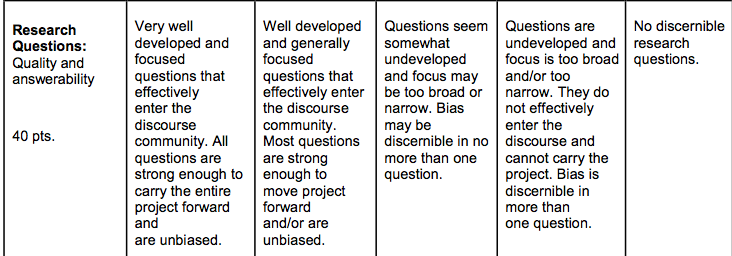 Research
Questions:
Quality and
answerability
40 pts.
Very well
developed and
focused
questions that
effectively
enter the
discourse
community. All
questions are
strong enough to
carry the entire
project forward
and
are unbiased.
Well developed
and generally
focused
questions that
effectively enter
the discourse
community.
Most questions
are strong
enough to
move project
forward
and/or are
unbiased.
Questions seem
somewhat
undeveloped
and focus may
be too broad or
narrow. Bias
may be
discernible in no
more than one
question.
Questions are
undeveloped and
focus is too broad
and/or too
narrow. They do
not effectively
enter the
discourse and
cannot carry the
project. Bias is
discernible in
more than
one question.
No discernible
research
questions.